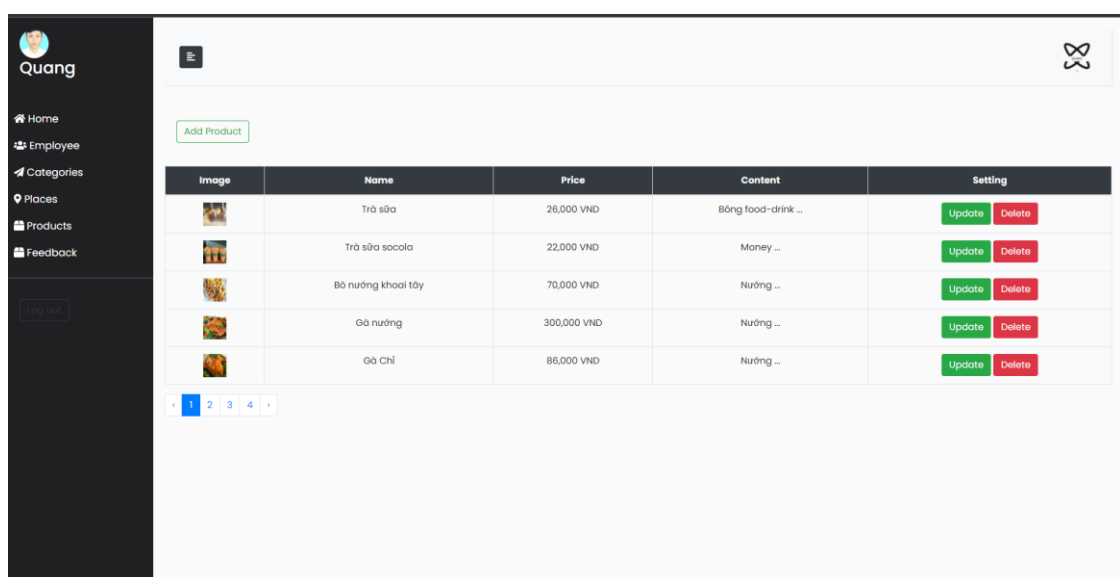 Quang
Home
Employee
Categories
Places
Products
Feedback
Log out
Add Product
Image Name Price Content Setting
Trà sữa 26,000 VND Bông food-drink ... Update Delete
Trà sữa socola 22,000 VND Money ... Update Delete
Bò nướng khoai tây 70,000 VND Nướng ... Update Delete
Gà nướng 300,000 VND Nướng ... Update Delete
Gà Chỉ 86,000 VND Nướng ... Update Delete
‹ 1 2 3 4 ›